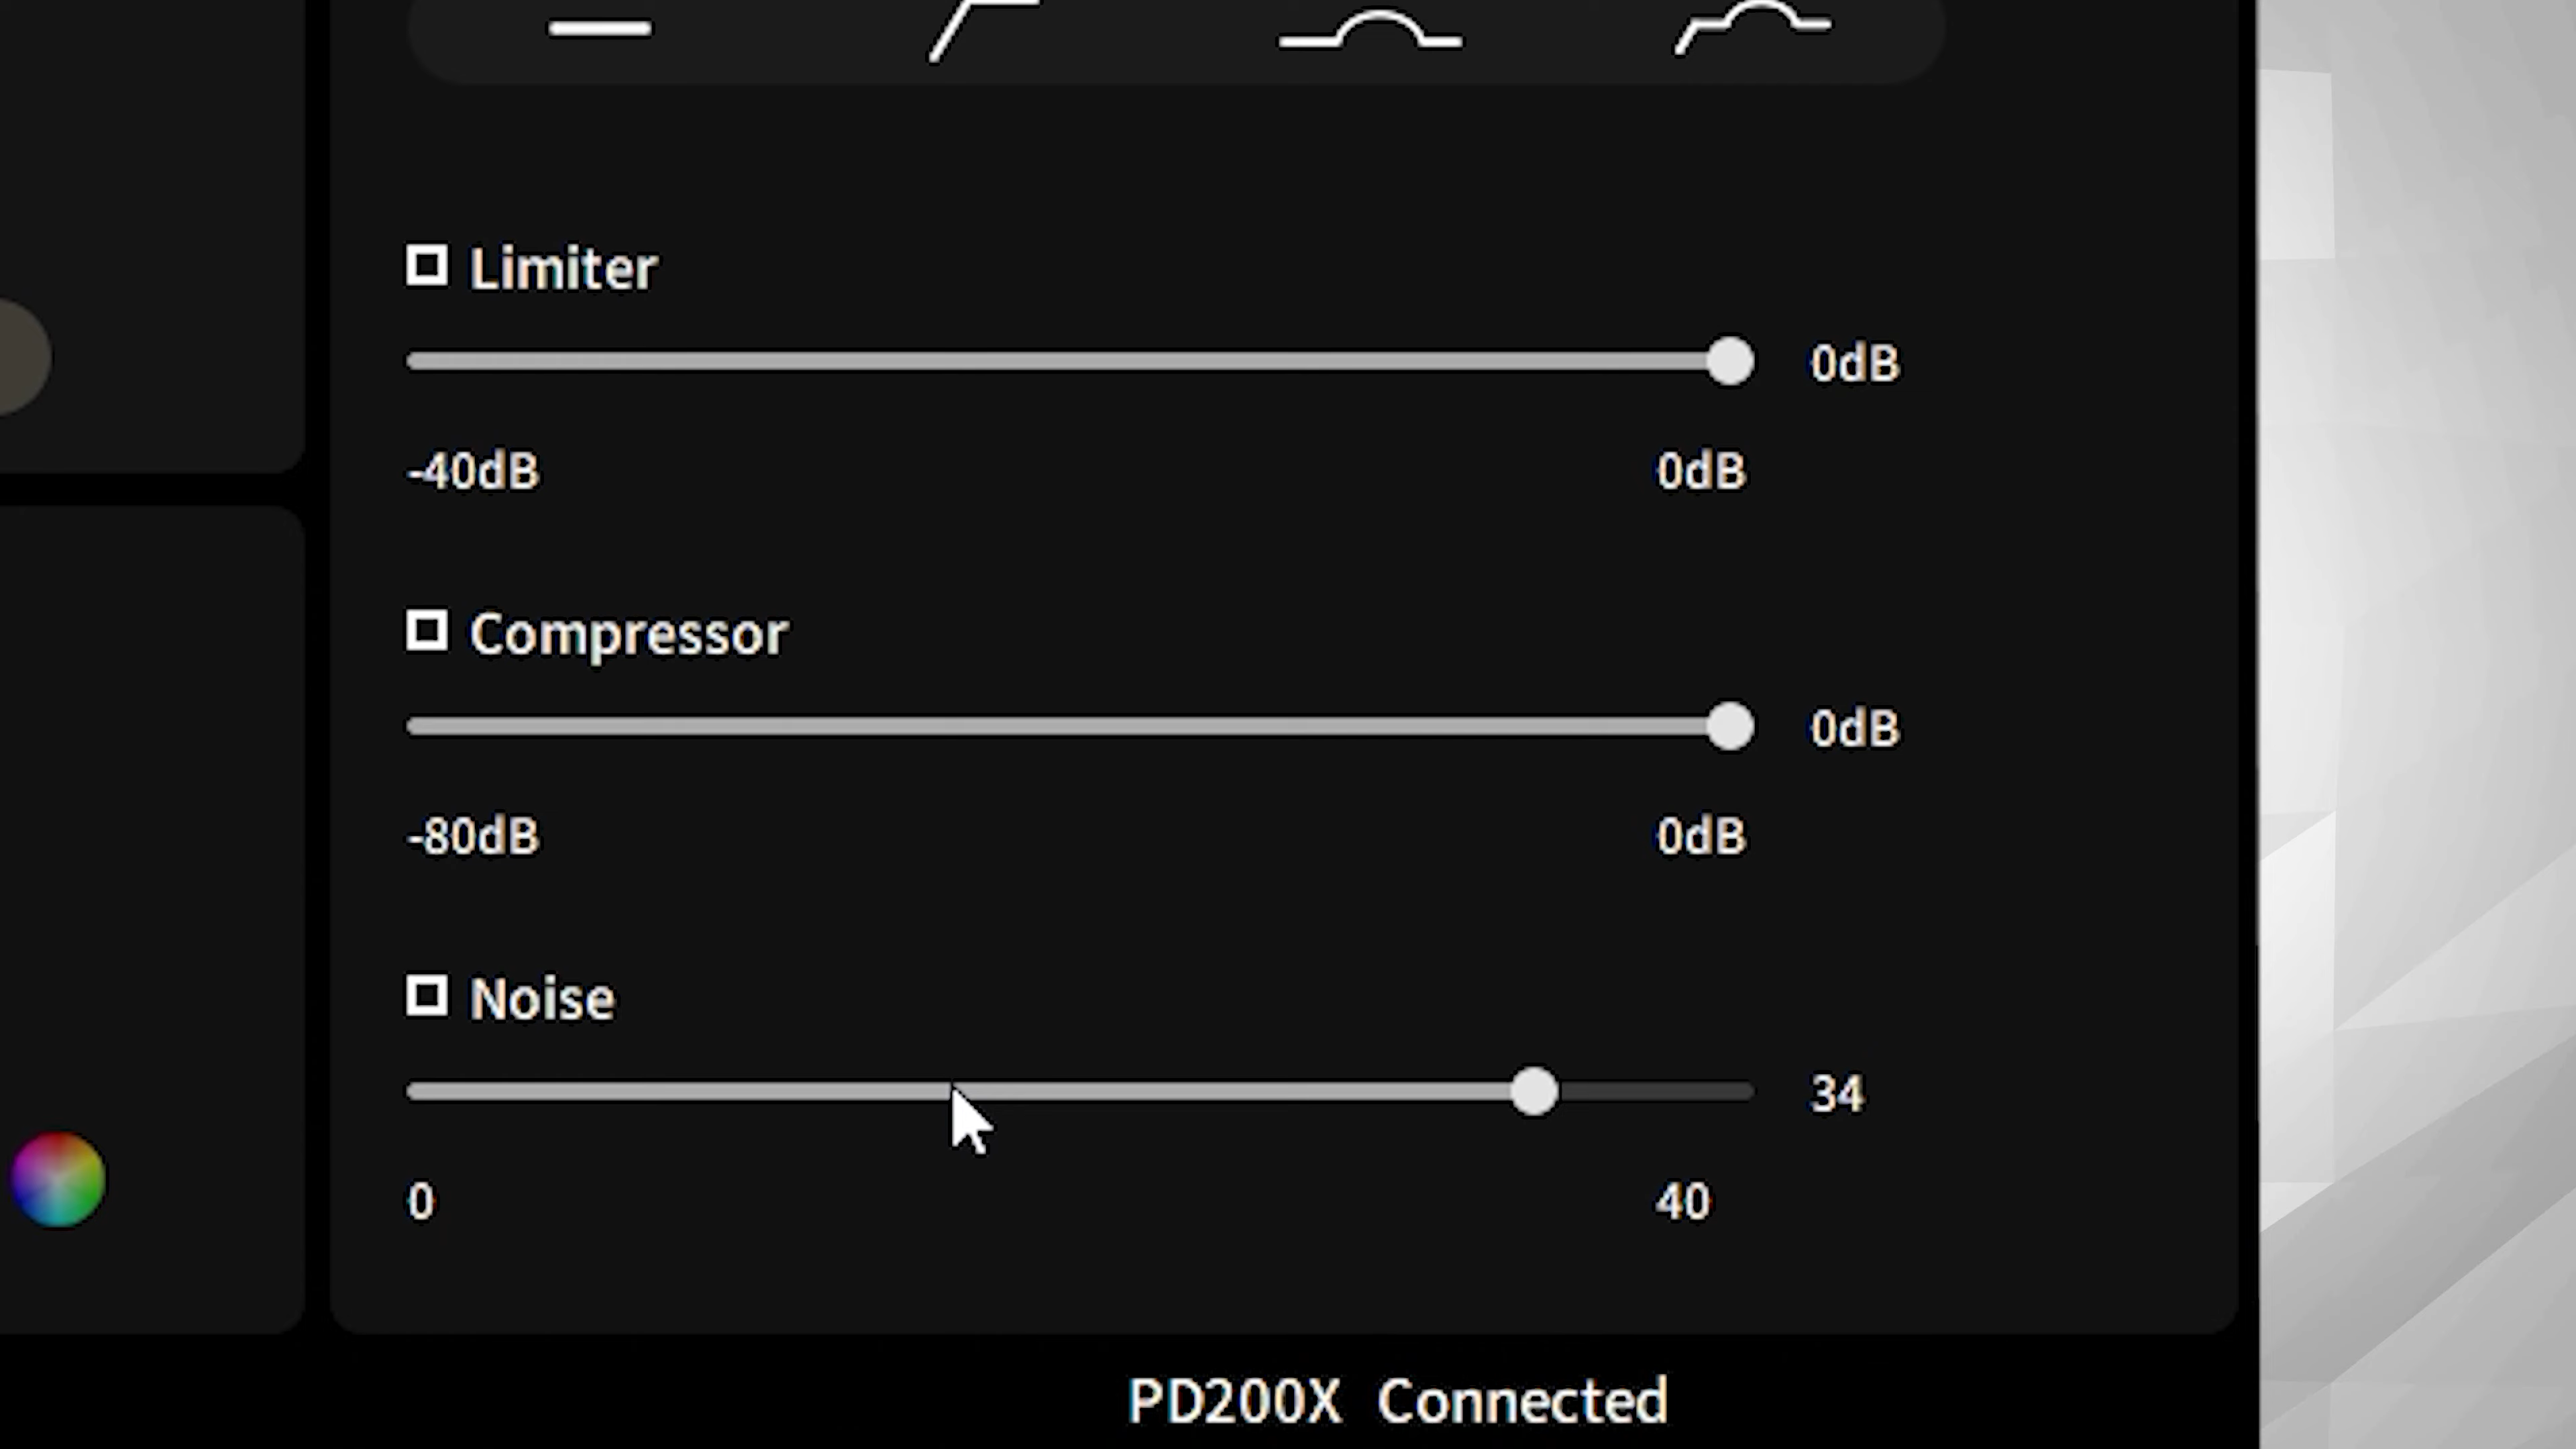 Limiter
0dB
-40dB 0dB
Compressor
0dB
-80dB 0dB
Noise
34
0 40
PD200X Connected